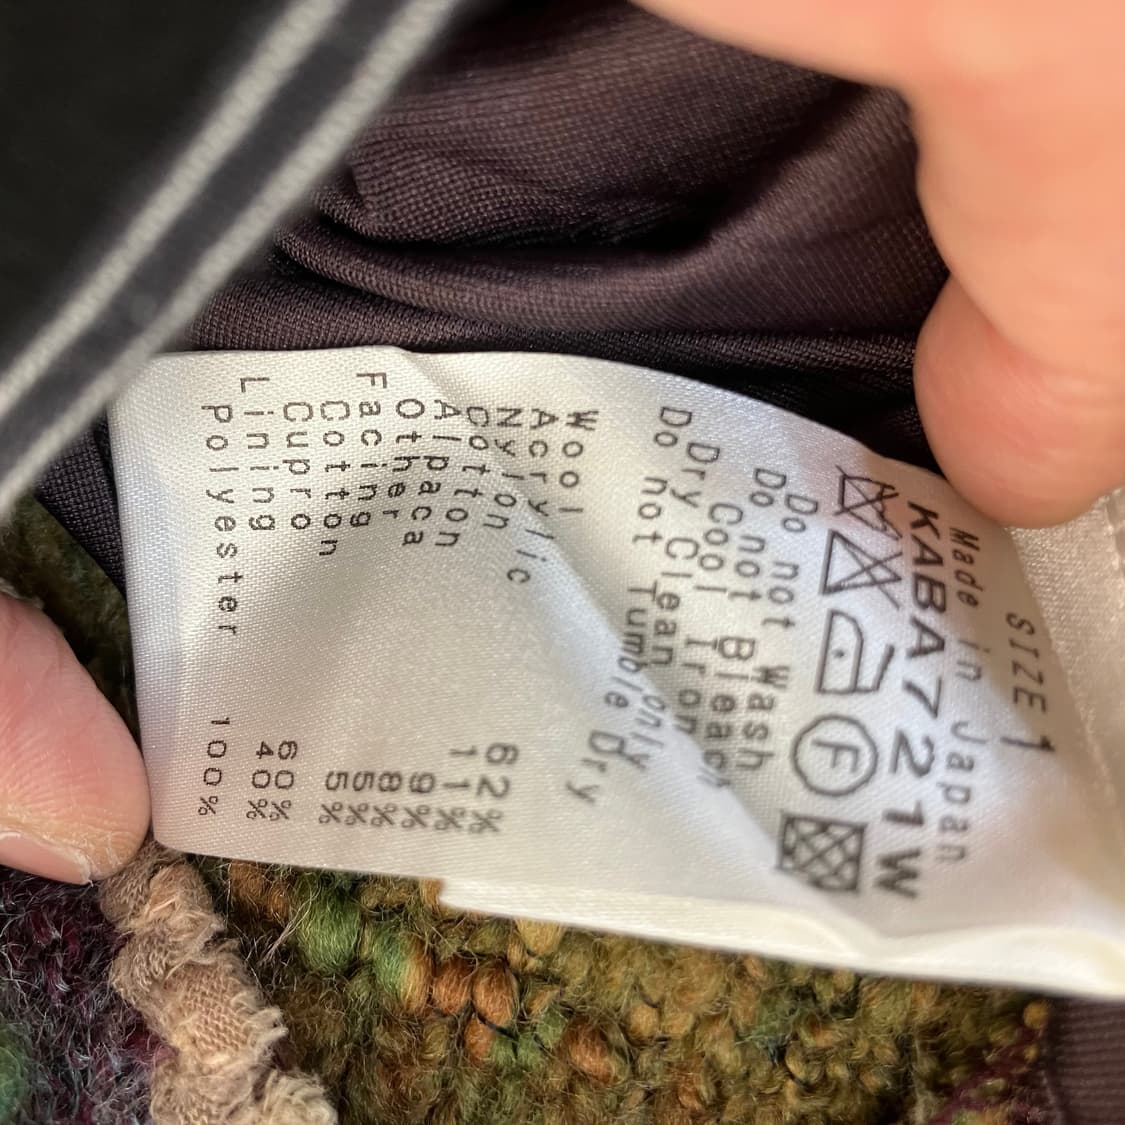 SIZE 1
Made in Japan
KABA721W
F
Do not Wash
Do not Bleach
Cool Iron
Dry Clean only
Do not Tumble Dry
Wool 62%
Acrylic 11%
Nylon 9%
Cotton 8%
Alpaca 5%
Other 5%
Facing
Cotton 60%
Cupro 40%
Lining
Polyester 100%